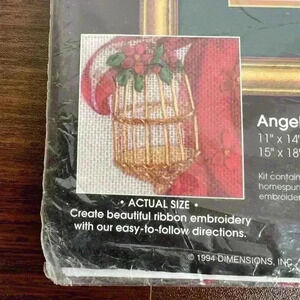 Angel
11" x 14"
15" x 18"
Kit contain
homespun
embroider
• ACTUAL SIZE •
Create beautiful ribbon embroidery
with our easy-to-follow directions.
© 1994 DIMENSIONS, INC.